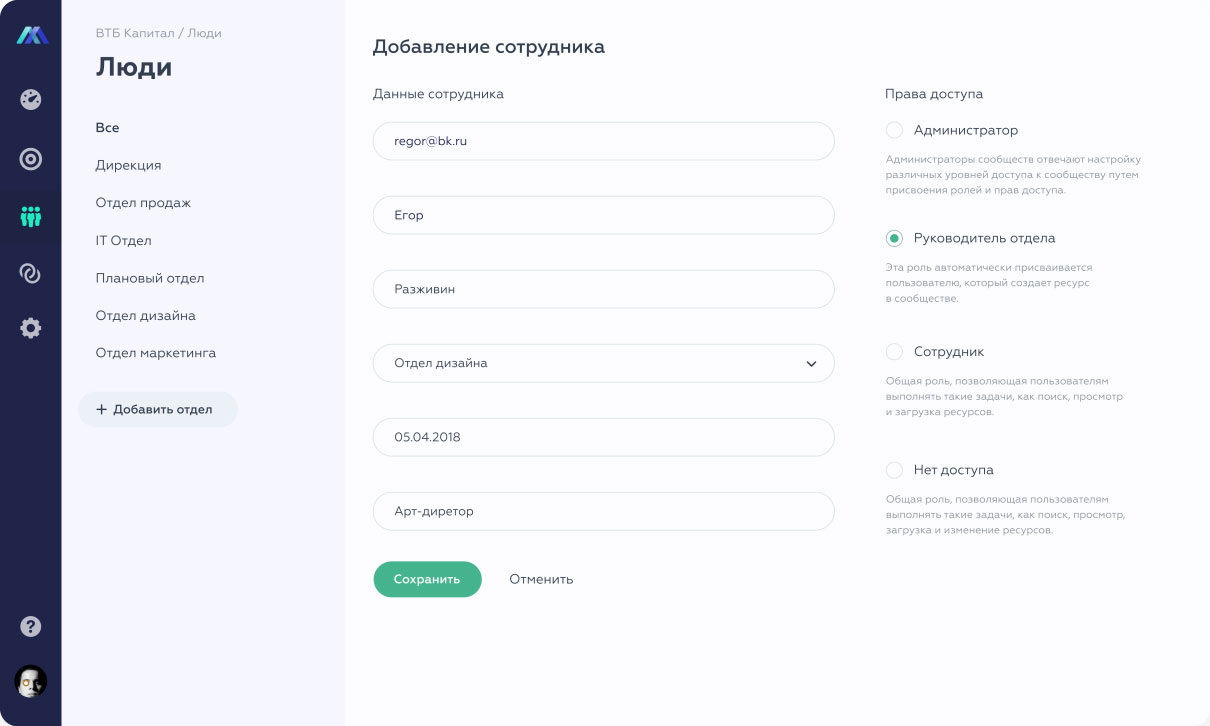 ВТБ Капитал / Люди
Люди
Все
Дирекция
Отдел продаж
IT Отдел
Плановый отдел
Отдел дизайна
Отдел маркетинга
+ Добавить отдел
?
Добавление сотрудника
Данные сотрудника
regor@bk.ru
Егор
Разживин
Отдел дизайна
05.04.2018
Арт-диретор
Сохранить
Отменить
Права доступа
Администратор
Администраторы сообществ отвечают настройку
различных уровней доступа к сообществу путем
присвоения ролей и прав доступа.
Руководитель отдела
Эта роль автоматически присваивается
пользователю, который создает ресурс
в сообществе.
Сотрудник
Общая роль, позволяющая пользователям
выполнять такие задачи, как поиск, просмотр
и загрузка ресурсов.
Нет доступа
Общая роль, позволяющая пользователям
выполнять такие задачи, как поиск, просмотр,
загрузка и изменение ресурсов.